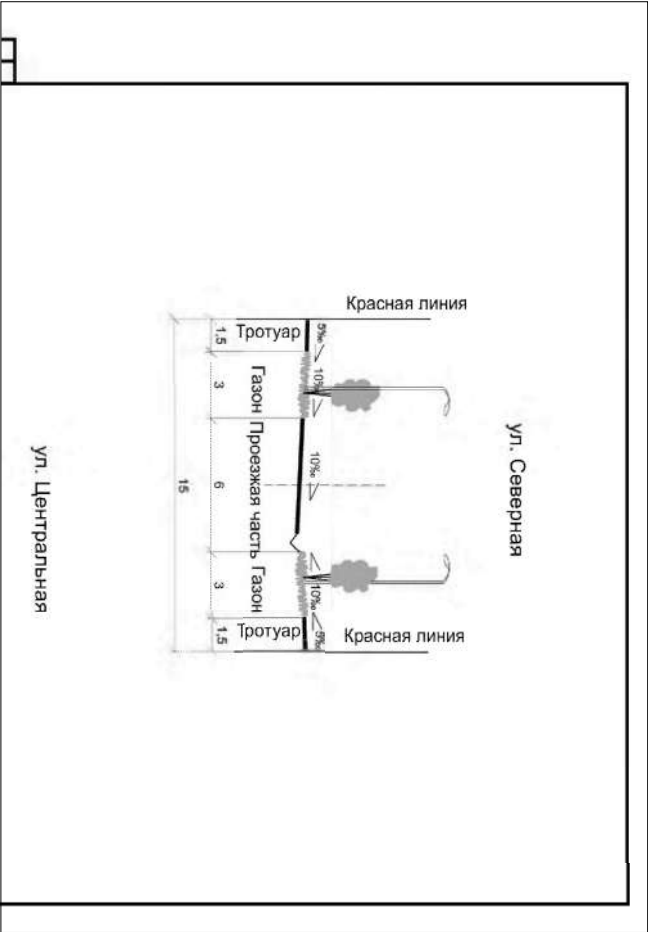 ул. Северная
Красная линия
Красная линия
5‰
10‰
10‰
10‰
5‰
Тротуар
Газон
Проезжая часть
Газон
Тротуар
1,5
3
6
3
1,5
15
ул. Центральная